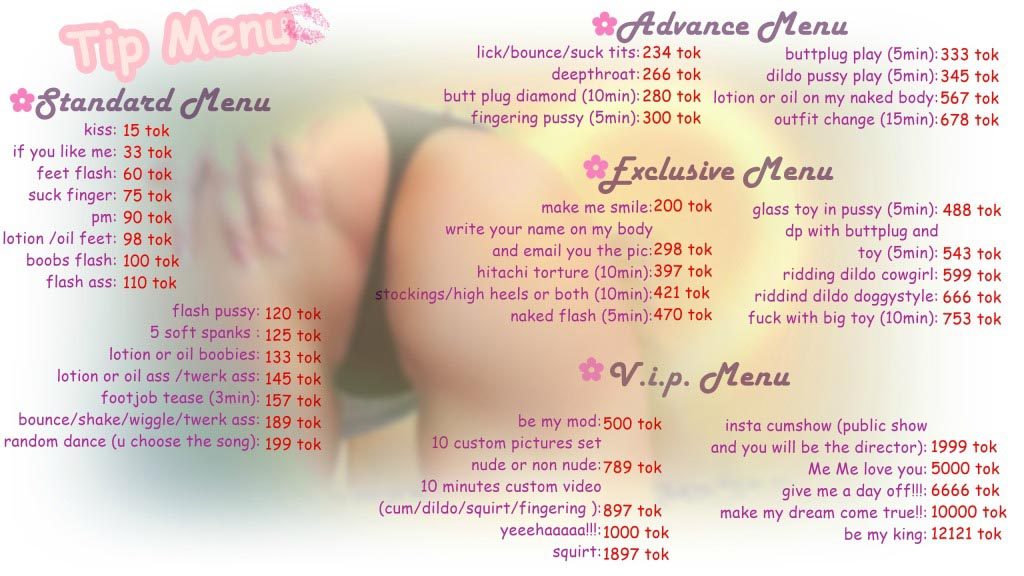 Tip Menu
Standard Menu
kiss: 15 tok
if you like me: 33 tok
feet flash: 60 tok
suck finger: 75 tok
pm: 90 tok
lotion /oil feet: 98 tok
boobs flash: 100 tok
flash ass: 110 tok
flash pussy: 120 tok
5 soft spanks : 125 tok
lotion or oil boobies: 133 tok
lotion or oil ass /twerk ass: 145 tok
footjob tease (3min): 157 tok
bounce/shake/wiggle/twerk ass: 189 tok
random dance (u choose the song): 199 tok
Advance Menu
lick/bounce/suck tits: 234 tok
deepthroat: 266 tok
butt plug diamond (10min): 280 tok
fingering pussy (5min): 300 tok
buttplug play (5min): 333 tok
dildo pussy play (5min): 345 tok
lotion or oil on my naked body: 567 tok
outfit change (15min): 678 tok
Exclusive Menu
make me smile: 200 tok
write your name on my body
and email you the pic: 298 tok
hitachi torture (10min): 397 tok
stockings/high heels or both (10min): 421 tok
naked flash (5min): 470 tok
glass toy in pussy (5min): 488 tok
dp with buttplug and
toy (5min): 543 tok
ridding dildo cowgirl: 599 tok
riddind dildo doggystyle: 666 tok
fuck with big toy (10min): 753 tok
V.i.p. Menu
be my mod: 500 tok
10 custom pictures set
nude or non nude: 789 tok
10 minutes custom video
(cum/dildo/squirt/fingering ): 897 tok
yeeehaaaaa!!!: 1000 tok
squirt: 1897 tok
insta cumshow (public show
and you will be the director): 1999 tok
Me Me love you: 5000 tok
give me a day off!!!: 6666 tok
make my dream come true!!: 10000 tok
be my king: 12121 tok